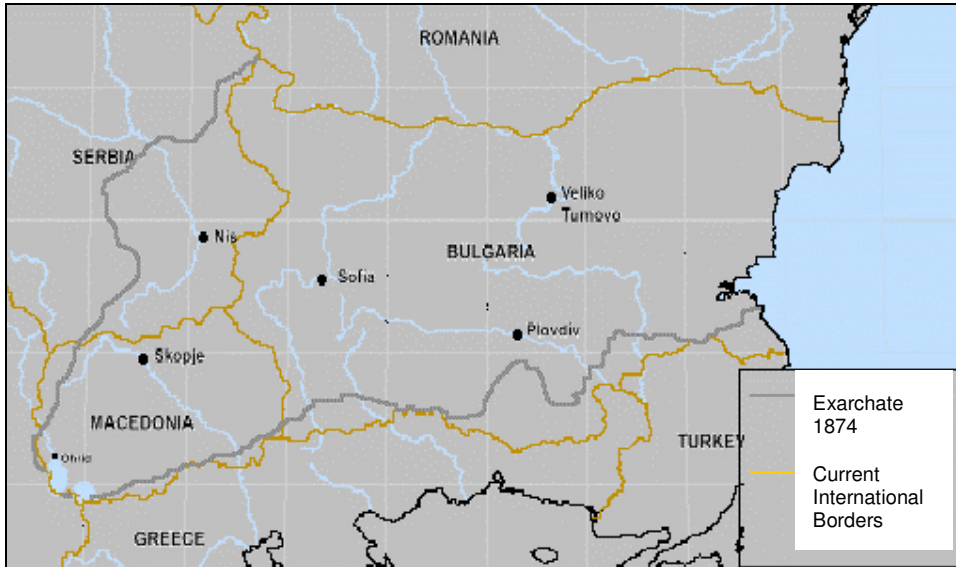 ROMANIA
SERBIA
Veliko
Turnovo
Nis
BULGARIA
Sofia
Plovdiv
Skopje
MACEDONIA
Ohrid
TURKEY
GREECE
Exarchate
1874
Current
International
Borders